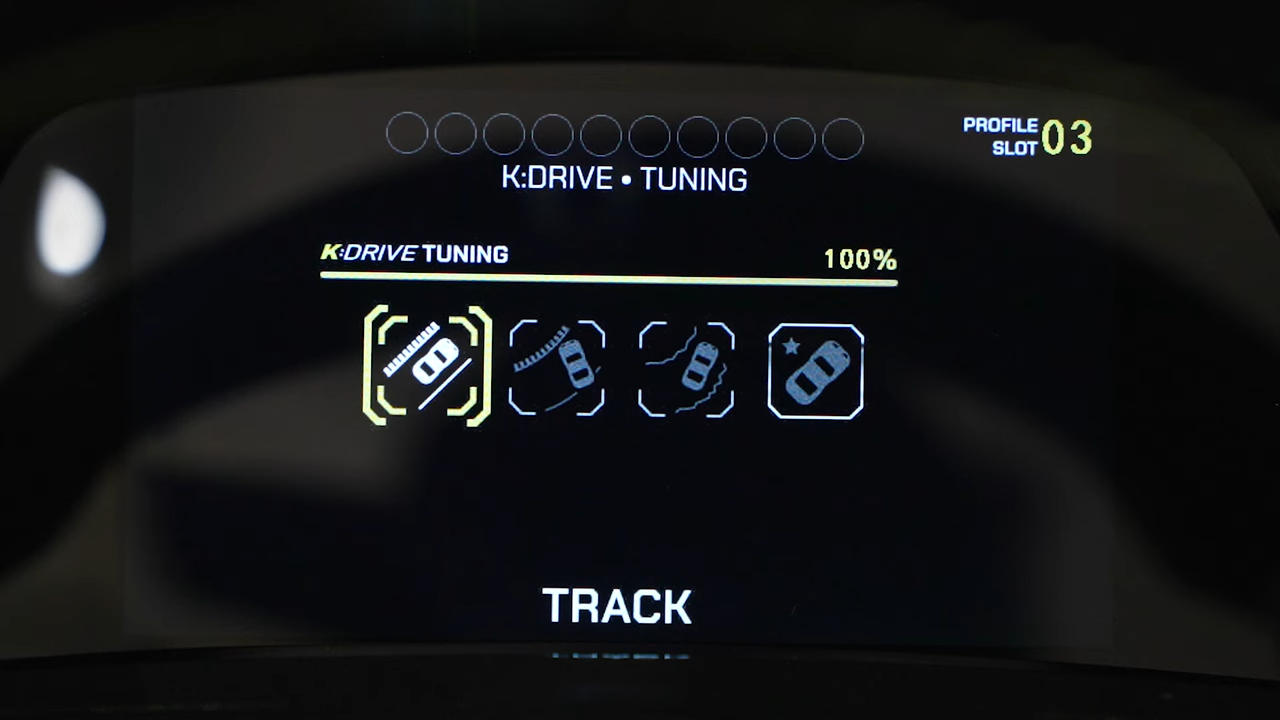 PROFILE
SLOT 03
K:DRIVE • TUNING
K:DRIVE TUNING 100%
TRACK